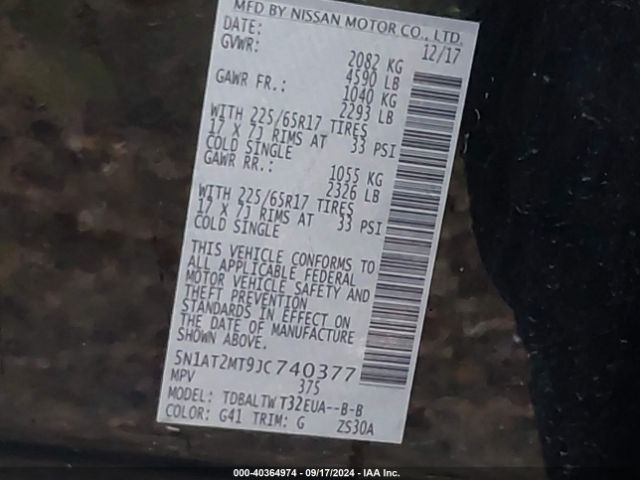 MFD BY NISSAN MOTOR CO., LTD.
DATE: 12/17
GVWR: 2082 KG
4590 LB
GAWR FR.: 1040 KG
2293 LB
WITH 225/65R17 TIRES
17 X 7J RIMS AT 33 PSI
COLD SINGLE
GAWR RR.: 1055 KG
2326 LB
WITH 225/65R17 TIRES
17 X 7J RIMS AT 33 PSI
COLD SINGLE
THIS VEHICLE CONFORMS TO
ALL APPLICABLE FEDERAL
MOTOR VEHICLE SAFETY AND
THEFT PREVENTION
STANDARDS IN EFFECT ON
THE DATE OF MANUFACTURE
SHOWN ABOVE.
5N1AT2MT9JC740377
MPV 375
MODEL: TDBALTW T32EUA--B-B
COLOR: G41 TRIM: G ZS30A
000-40364974 - 09/17/2024 - IAA Inc.